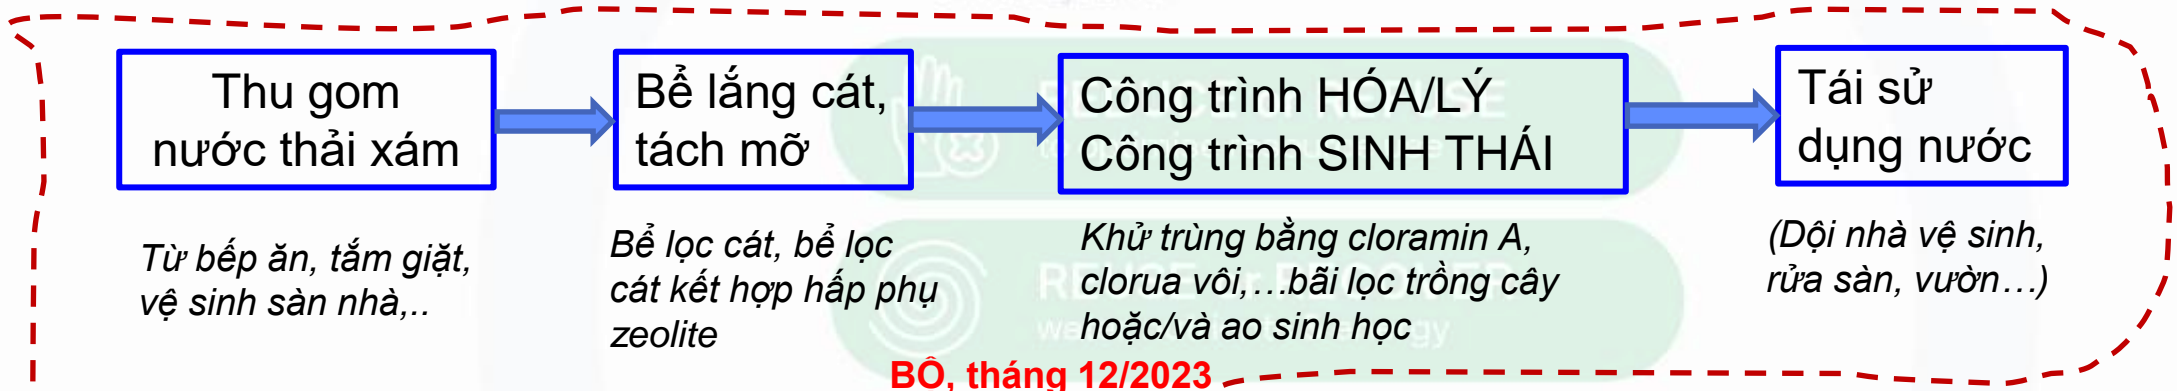 Thu gom
nước thải xám
Bể lắng cát,
tách mỡ
Công trình HÓA/LÝ
Công trình SINH THÁI
Tái sử
dụng nước
Từ bếp ăn, tắm giặt,
vệ sinh sàn nhà,..
Bể lọc cát, bể lọc
cát kết hợp hấp phụ
zeolite
Khử trùng bằng cloramin A,
clorua vôi,…bãi lọc trồng cây
hoặc/và ao sinh học
(Dội nhà vệ sinh,
rửa sàn, vườn…)
BỘ, tháng 12/2023